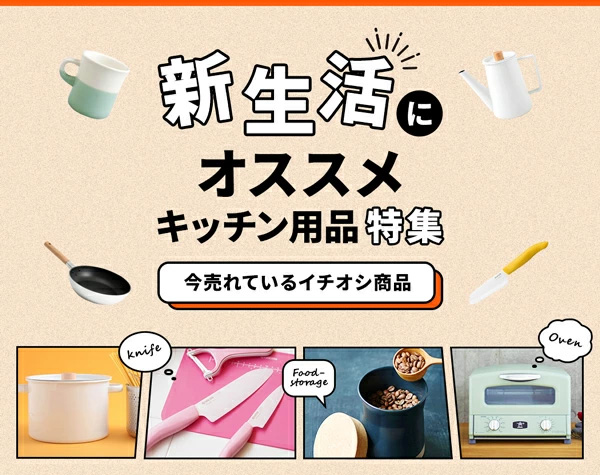 新生活に
オススメ
キッチン用品特集
今売れているイチオシ商品
knife
Food-
storage
Oven